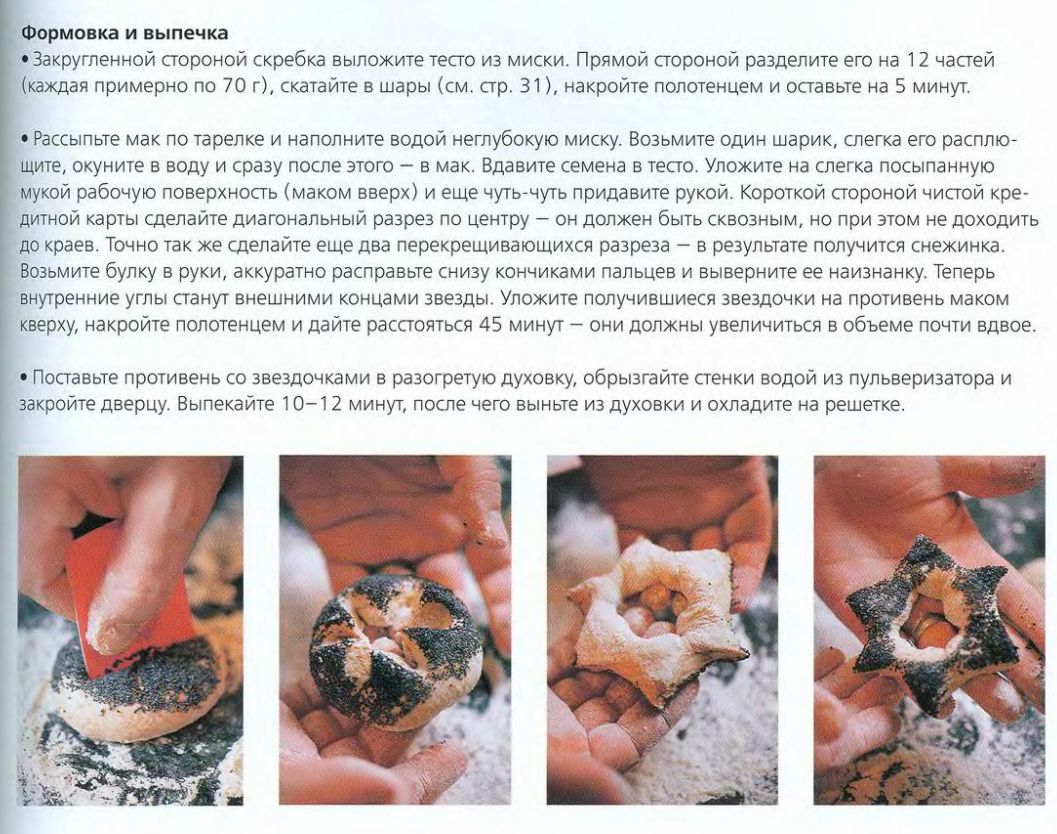 Формовка и выпечка
• Закругленной стороной скребка выложите тесто из миски. Прямой стороной разделите его на 12 частей
(каждая примерно по 70 г), скатайте в шары (см. стр. 31), накройте полотенцем и оставьте на 5 минут.
• Рассыпьте мак по тарелке и наполните водой неглубокую миску. Возьмите один шарик, слегка его расплю-
щите, окуните в воду и сразу после этого — в мак. Вдавите семена в тесто. Уложите на слегка посыпанную
мукой рабочую поверхность (маком вверх) и еще чуть-чуть придавите рукой. Короткой стороной чистой кре-
дитной карты сделайте диагональный разрез по центру — он должен быть сквозным, но при этом не доходить
до краев. Точно так же сделайте еще два перекрещивающихся разреза — в результате получится снежинка.
Возьмите булку в руки, аккуратно расправьте снизу кончиками пальцев и выверните ее наизнанку. Теперь
внутренние углы станут внешними концами звезды. Уложите получившиеся звездочки на противень маком
кверху, накройте полотенцем и дайте расстояться 45 минут — они должны увеличиться в объеме почти вдвое.
• Поставьте противень со звездочками в разогретую духовку, обрызгайте стенки водой из пульверизатора и
закройте дверцу. Выпекайте 10–12 минут, после чего выньте из духовки и охладите на решетке.